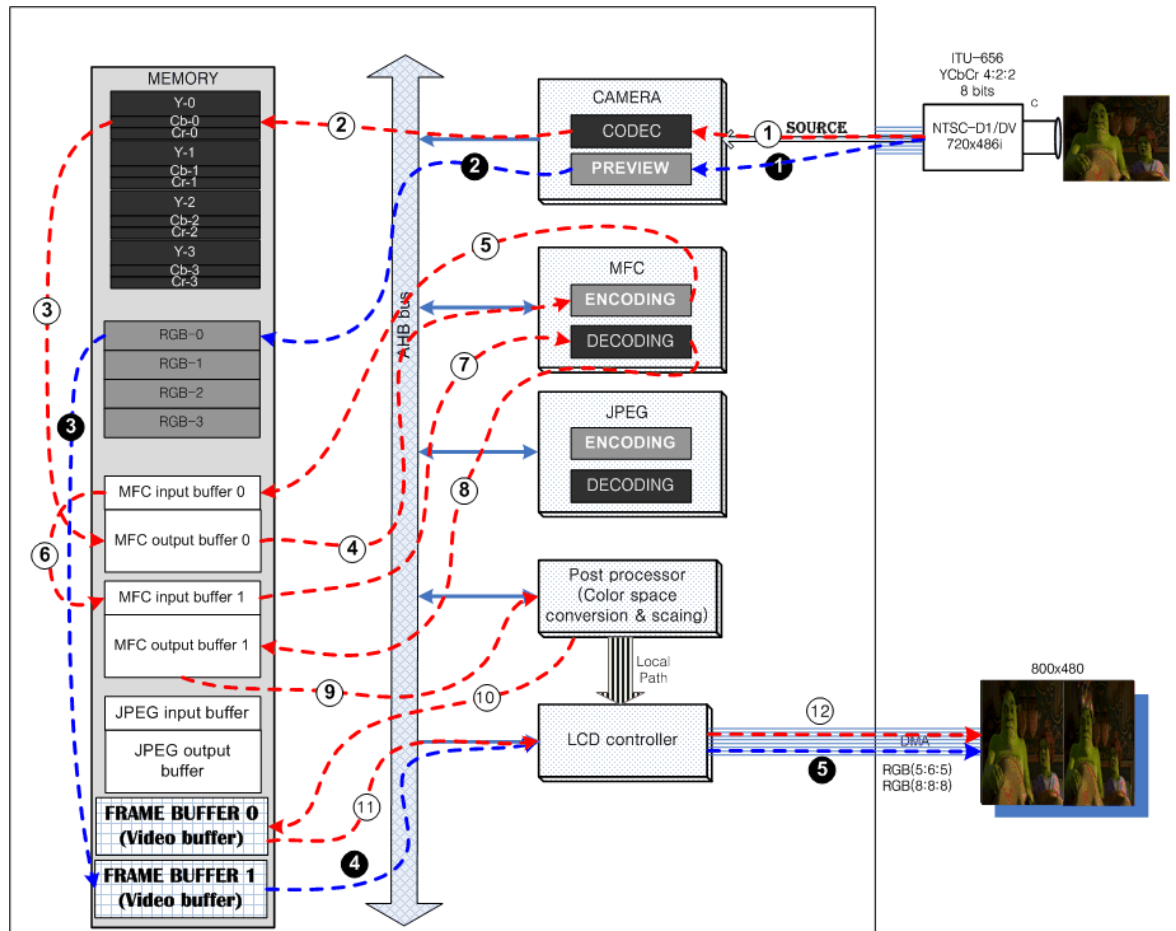 MEMORY
Y-0
Cb-0
Cr-0
Y-1
Cb-1
Cr-1
Y-2
Cb-2
Cr-2
Y-3
Cb-3
Cr-3
RGB-0
RGB-1
RGB-2
RGB-3
MFC input buffer 0
MFC output buffer 0
MFC input buffer 1
MFC output buffer 1
JPEG input buffer
JPEG output
buffer
FRAME BUFFER 0
(Video buffer)
FRAME BUFFER 1
(Video buffer)
AHB bus
CAMERA
CODEC
PREVIEW
SOURCE
ITU-656
YCbCr 4:2:2
8 bits
C
NTSC-D1/DV
720x486i
MFC
ENCODING
DECODING
JPEG
ENCODING
DECODING
Post processor
(Color space
conversion & scaing)
Local
Path
LCD controller
DMA
RGB(5:6:5)
RGB(8:8:8)
800x480
1
2
3
4
5
6
7
8
9
10
11
12
1
2
3
4
5